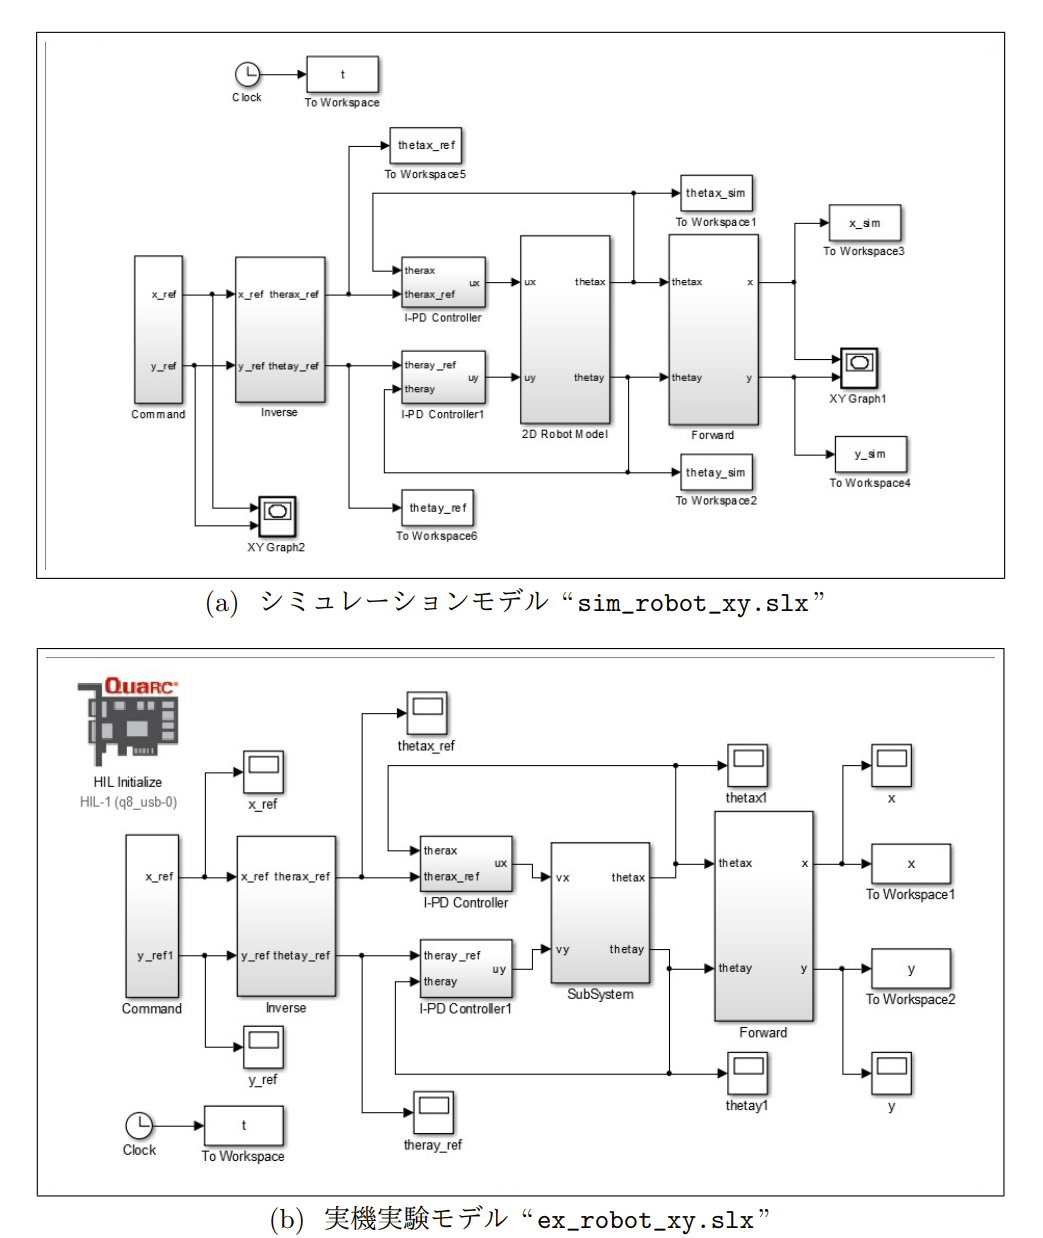 t
Clock
To Workspace
thetax_ref
To Workspace5
thetax_sim
To Workspace1
x_sim
To Workspace3
x_ref
y_ref
Command
x_ref therax_ref
y_ref thetay_ref
Inverse
therax
therax_ref
ux
I-PD Controller
theray_ref
theray
uy
I-PD Controller1
ux
uy
thetax
thetay
2D Robot Model
thetax
thetay
x
y
Forward
XY Graph1
y_sim
To Workspace4
thetay_sim
To Workspace2
thetay_ref
To Workspace6
XY Graph2
(a) シミュレーションモデル “sim_robot_xy.slx”
QUARC
HIL Initialize
HIL-1 (q8_usb-0)
x_ref
thetax_ref
thetax1
x
x_ref
y_ref1
Command
x_ref therax_ref
y_ref thetay_ref
Inverse
therax
therax_ref
ux
I-PD Controller
theray_ref
theray
uy
I-PD Controller1
vx
vy
thetax
thetay
SubSystem
thetax
thetay
x
y
Forward
x
To Workspace1
y
To Workspace2
y_ref
theray_ref
thetay1
y
Clock
t
To Workspace
(b) 実機実験モデル “ex_robot_xy.slx”